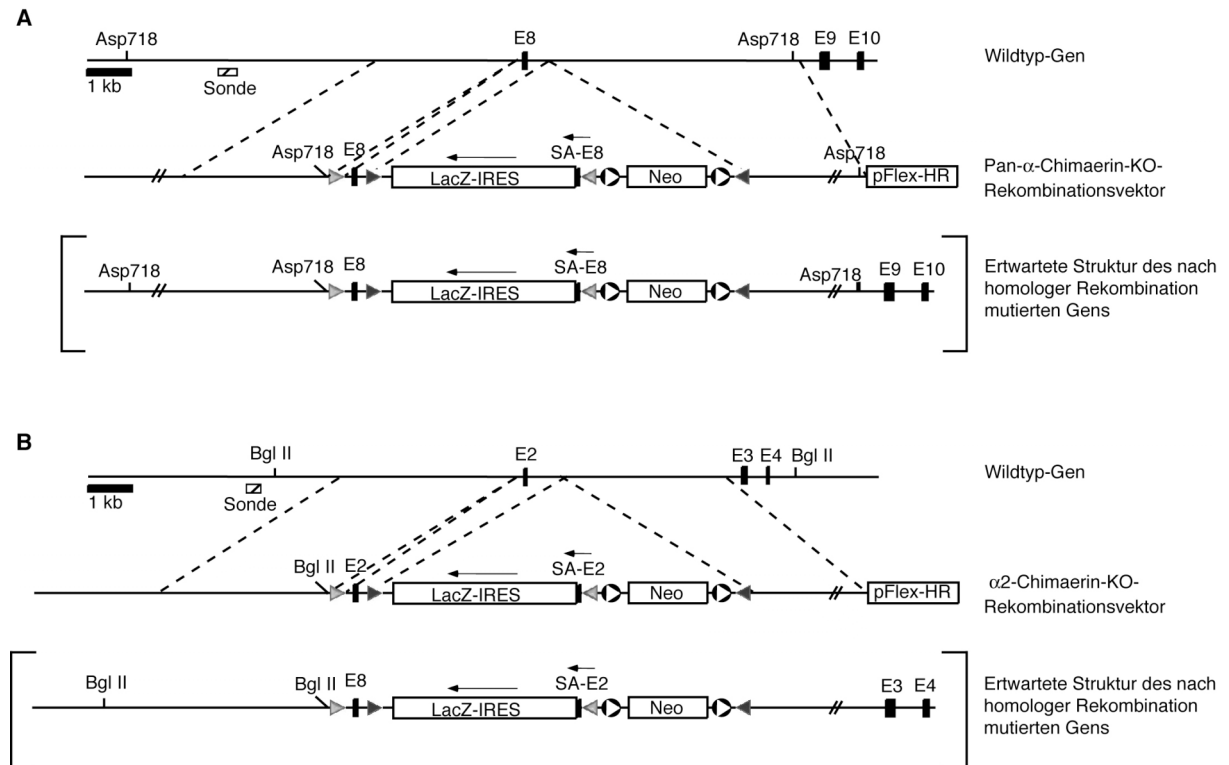 A
Asp718
E8
Asp718
E9
E10
Wildtyp-Gen
1 kb
Sonde
Asp718
E8
SA-E8
Asp718
LacZ-IRES
Neo
pFlex-HR
Pan-α-Chimaerin-KO-
Rekombinationsvektor
Asp718
Asp718
E8
SA-E8
Asp718
E9
E10
LacZ-IRES
Neo
Ertwartete Struktur des nach
homologer Rekombination
mutierten Gens
B
Bgl II
E2
E3
E4
Bgl II
Wildtyp-Gen
1 kb
Sonde
Bgl II
E2
SA-E2
LacZ-IRES
Neo
pFlex-HR
α2-Chimaerin-KO-
Rekombinationsvektor
Bgl II
Bgl II
E8
SA-E2
E3
E4
LacZ-IRES
Neo
Ertwartete Struktur des nach
homologer Rekombination
mutierten Gens